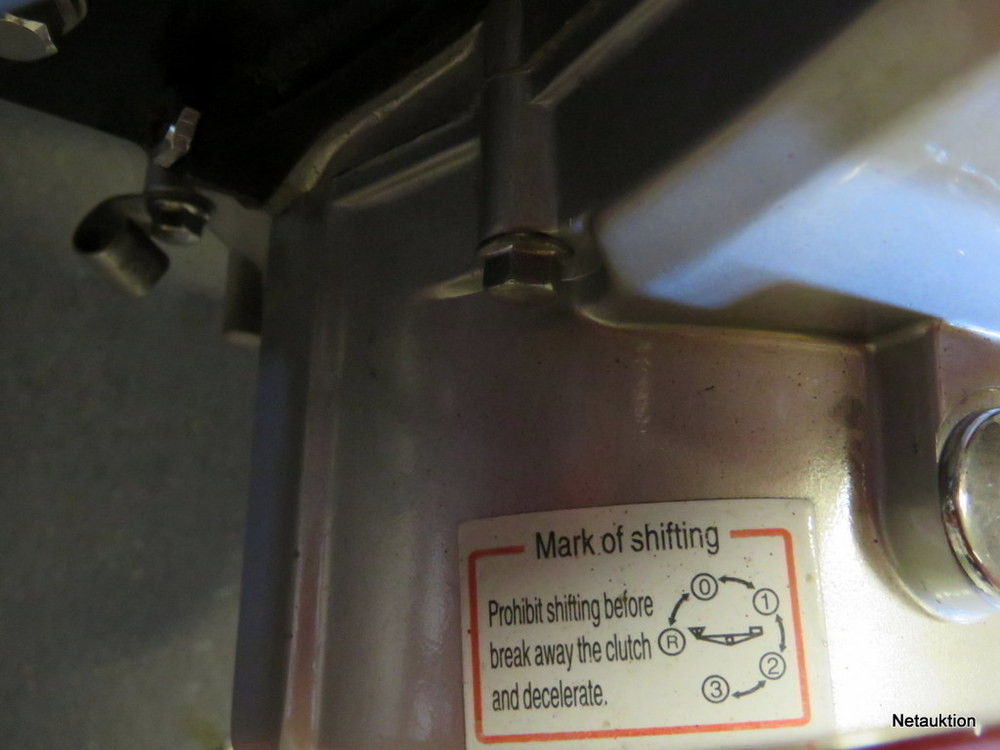 Mark of shifting
Prohibit shifting before
break away the clutch
and decelerate.
0
1
R
2
3
Netauktion